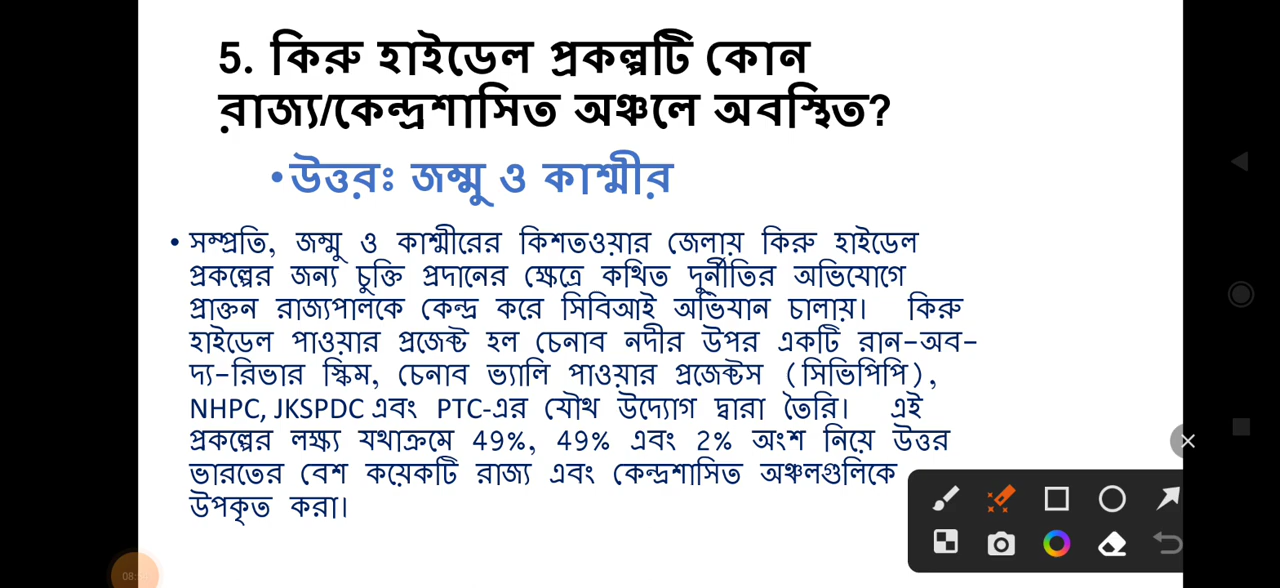 5. কিরু হাইডেল প্রকল্পটি কোন
রাজ্য/কেন্দ্রশাসিত অঞ্চলে অবস্থিত?
•উত্তরঃ জম্মু ও কাশ্মীর
• সম্প্রতি, জম্মু ও কাশ্মীরের কিশতওয়ার জেলায় কিরু হাইডেল
প্রকল্পের জন্য চুক্তি প্রদানের ক্ষেত্রে কথিত দুর্নীতির অভিযোগে
প্রাক্তন রাজ্যপালকে কেন্দ্র করে সিবিআই অভিযান চালায়। কিরু
হাইডেল পাওয়ার প্রজেক্ট হল চেনাব নদীর উপর একটি রান-অব-
দ্য-রিভার স্কিম, চেনাব ভ্যালি পাওয়ার প্রজেক্টস (সিভিপিপি),
NHPC, JKSPDC এবং PTC-এর যৌথ উদ্যোগ দ্বারা তৈরি। এই
প্রকল্পের লক্ষ্য যথাক্রমে 49%, 49% এবং 2% অংশ নিয়ে উত্তর
ভারতের বেশ কয়েকটি রাজ্য এবং কেন্দ্রশাসিত অঞ্চলগুলিকে
উপকৃত করা।